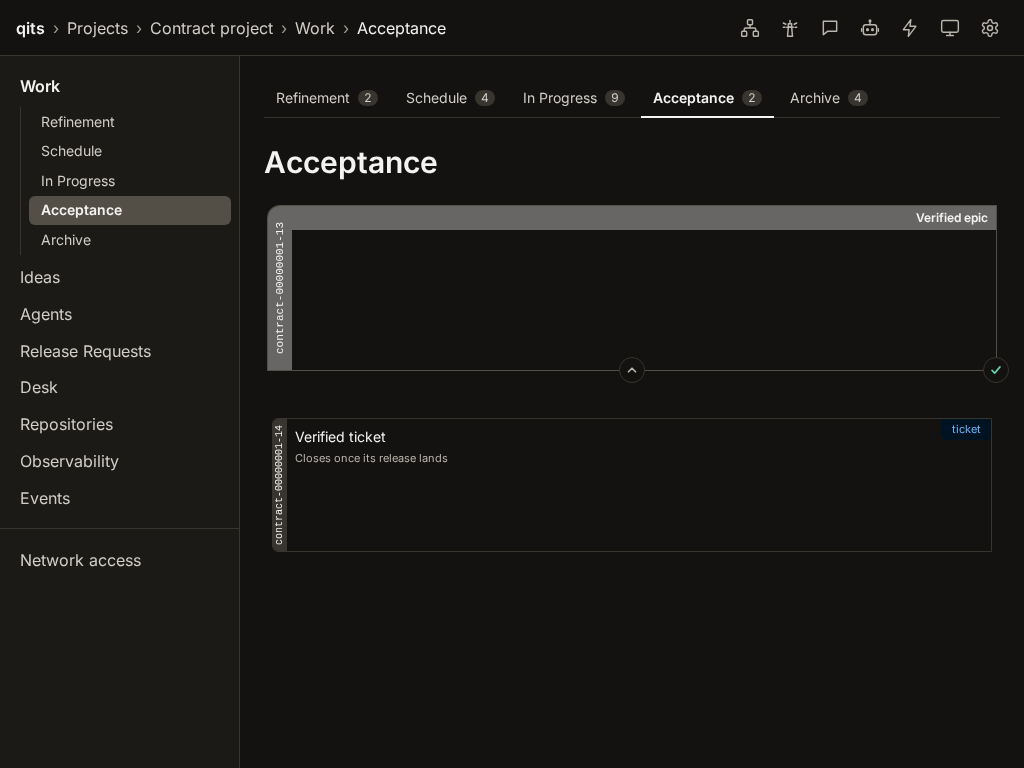 qits › Projects › Contract project › Work › Acceptance
Work
Refinement
Schedule
In Progress
Acceptance
Archive
Ideas
Agents
Release Requests
Desk
Repositories
Observability
Events
Network access
Refinement 2 Schedule 4 In Progress 9 Acceptance 2 Archive 4
Acceptance
Verified epic
contract-00000001-13
contract-00000001-14
Verified ticket
ticket
Closes once its release lands